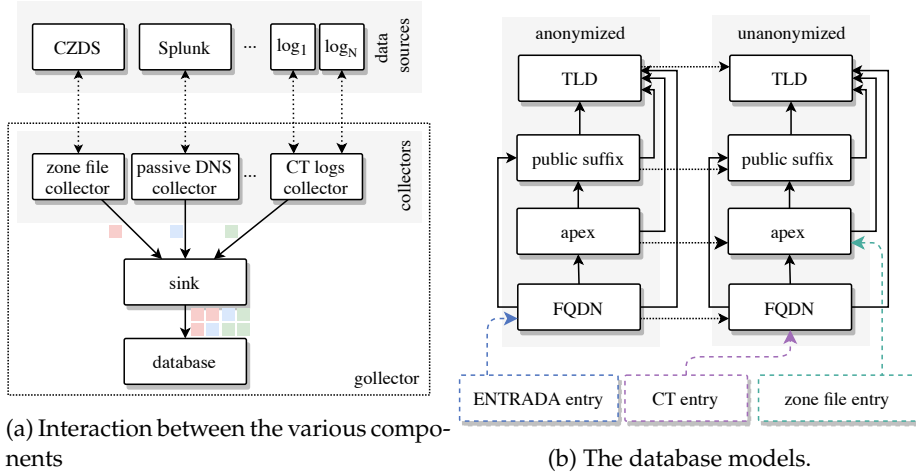 CZDS
Splunk
...
log1
logN
data
sources
zone file
collector
passive DNS
collector
...
CT logs
collector
collectors
sink
database
gollector
(a) Interaction between the various compo-
nents
anonymized
unanonymized
TLD
TLD
public suffix
public suffix
apex
apex
FQDN
FQDN
ENTRADA entry
CT entry
zone file entry
(b) The database models.